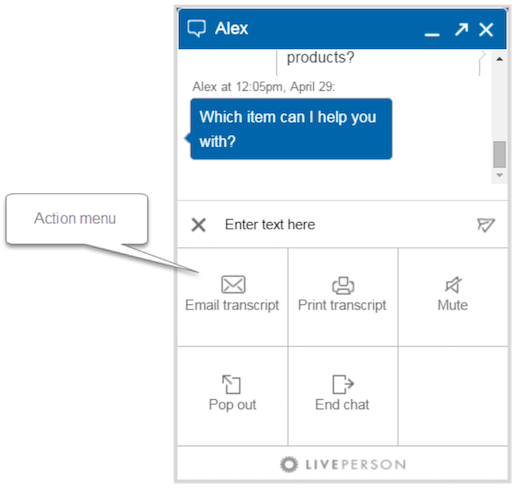 Alex
products?
Alex at 12:05pm, April 29:
Which item can I help you
with?
Action menu
Enter text here
Email transcript
Print transcript
Mute
Pop out
End chat
LIVEPERSON